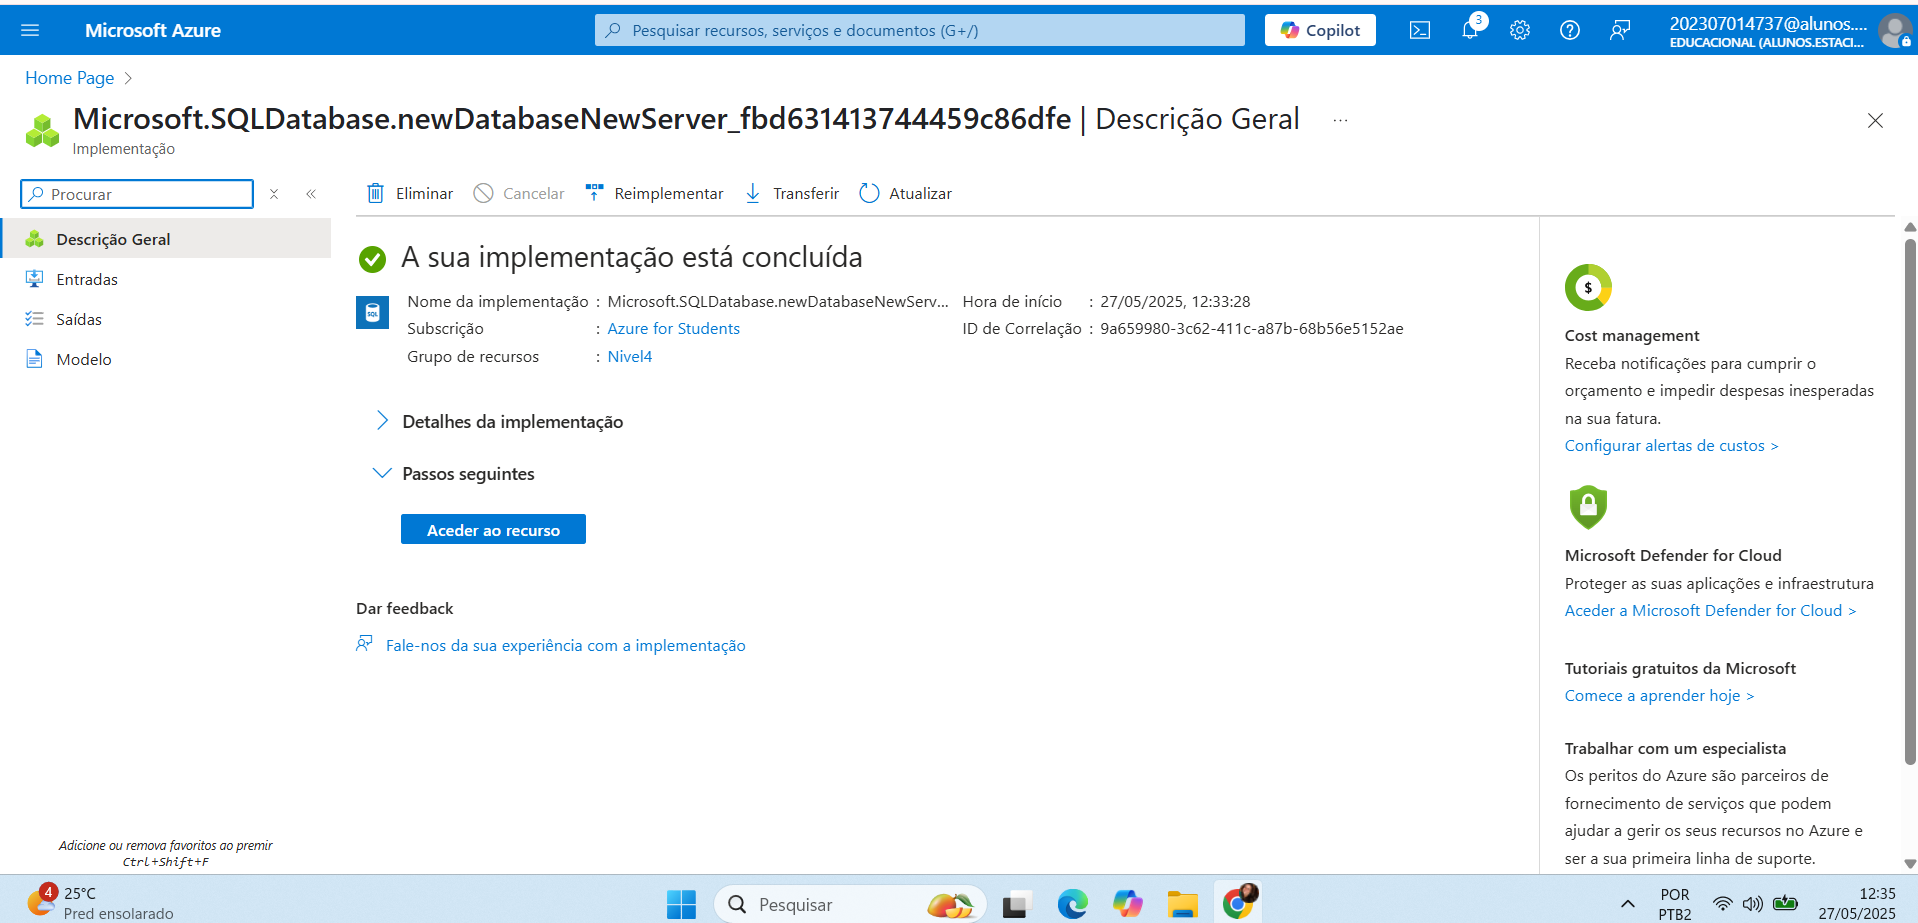 Microsoft Azure
Pesquisar recursos, serviços e documentos (G+/)
Copilot
3
202307014737@alunos....
EDUCACIONAL (ALUNOS.ESTACI...
Home Page >
Microsoft.SQLDatabase.newDatabaseNewServer_fbd631413744459c86dfe | Descrição Geral ...
Implementação
Procurar
Eliminar
Cancelar
Reimplementar
Transferir
Atualizar
Descrição Geral
Entradas
Saídas
Modelo
A sua implementação está concluída
SQL
Nome da implementação : Microsoft.SQLDatabase.newDatabaseNewServ...
Subscrição : Azure for Students
Grupo de recursos : Nivel4
Hora de início : 27/05/2025, 12:33:28
ID de Correlação : 9a659980-3c62-411c-a87b-68b56e5152ae
Detalhes da implementação
Passos seguintes
Aceder ao recurso
Dar feedback
Fale-nos da sua experiência com a implementação
$
Cost management
Receba notificações para cumprir o
orçamento e impedir despesas inesperadas
na sua fatura.
Configurar alertas de custos >
Microsoft Defender for Cloud
Proteger as suas aplicações e infraestrutura
Aceder a Microsoft Defender for Cloud >
Tutoriais gratuitos da Microsoft
Comece a aprender hoje >
Trabalhar com um especialista
Os peritos do Azure são parceiros de
fornecimento de serviços que podem
ajudar a gerir os seus recursos no Azure e
ser a sua primeira linha de suporte.
Adicione ou remova favoritos ao premir
Ctrl+Shift+F
4
25°C
Pred ensolarado
Pesquisar
POR
PTB2
12:35
27/05/2025